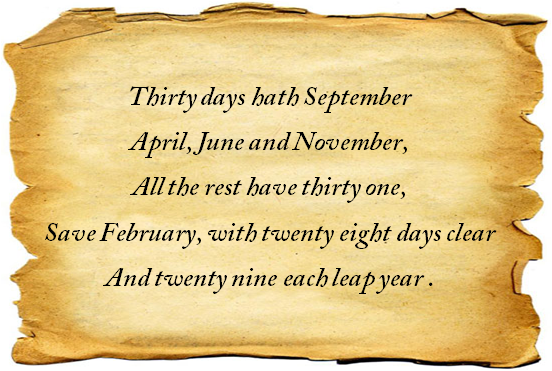 Thirty days hath September
April, June and November,
All the rest have thirty one,
Save February, with twenty eight days clear
And twenty nine each leap year .